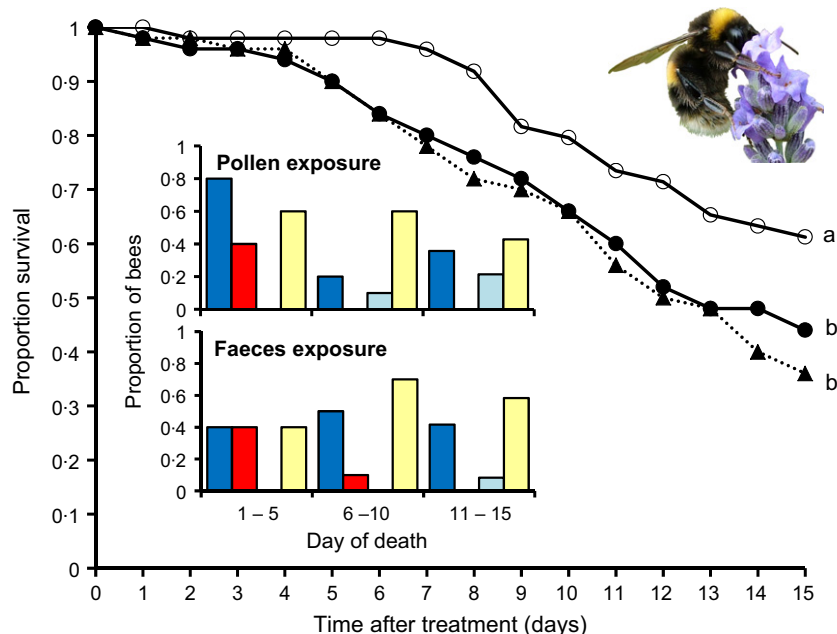 1
0·9
0·8
0·7
0·6
0·5
0·4
0·3
0·2
0·1
0
Proportion survival
0 1 2 3 4 5 6 7 8 9 10 11 12 13 14 15
Time after treatment (days)
a
b
b
Pollen exposure
1
0·8
0·6
0·4
0·2
0
Proportion of bees
Faeces exposure
1
0·8
0·6
0·4
0·2
0
1 – 5 6 –10 11 – 15
Day of death